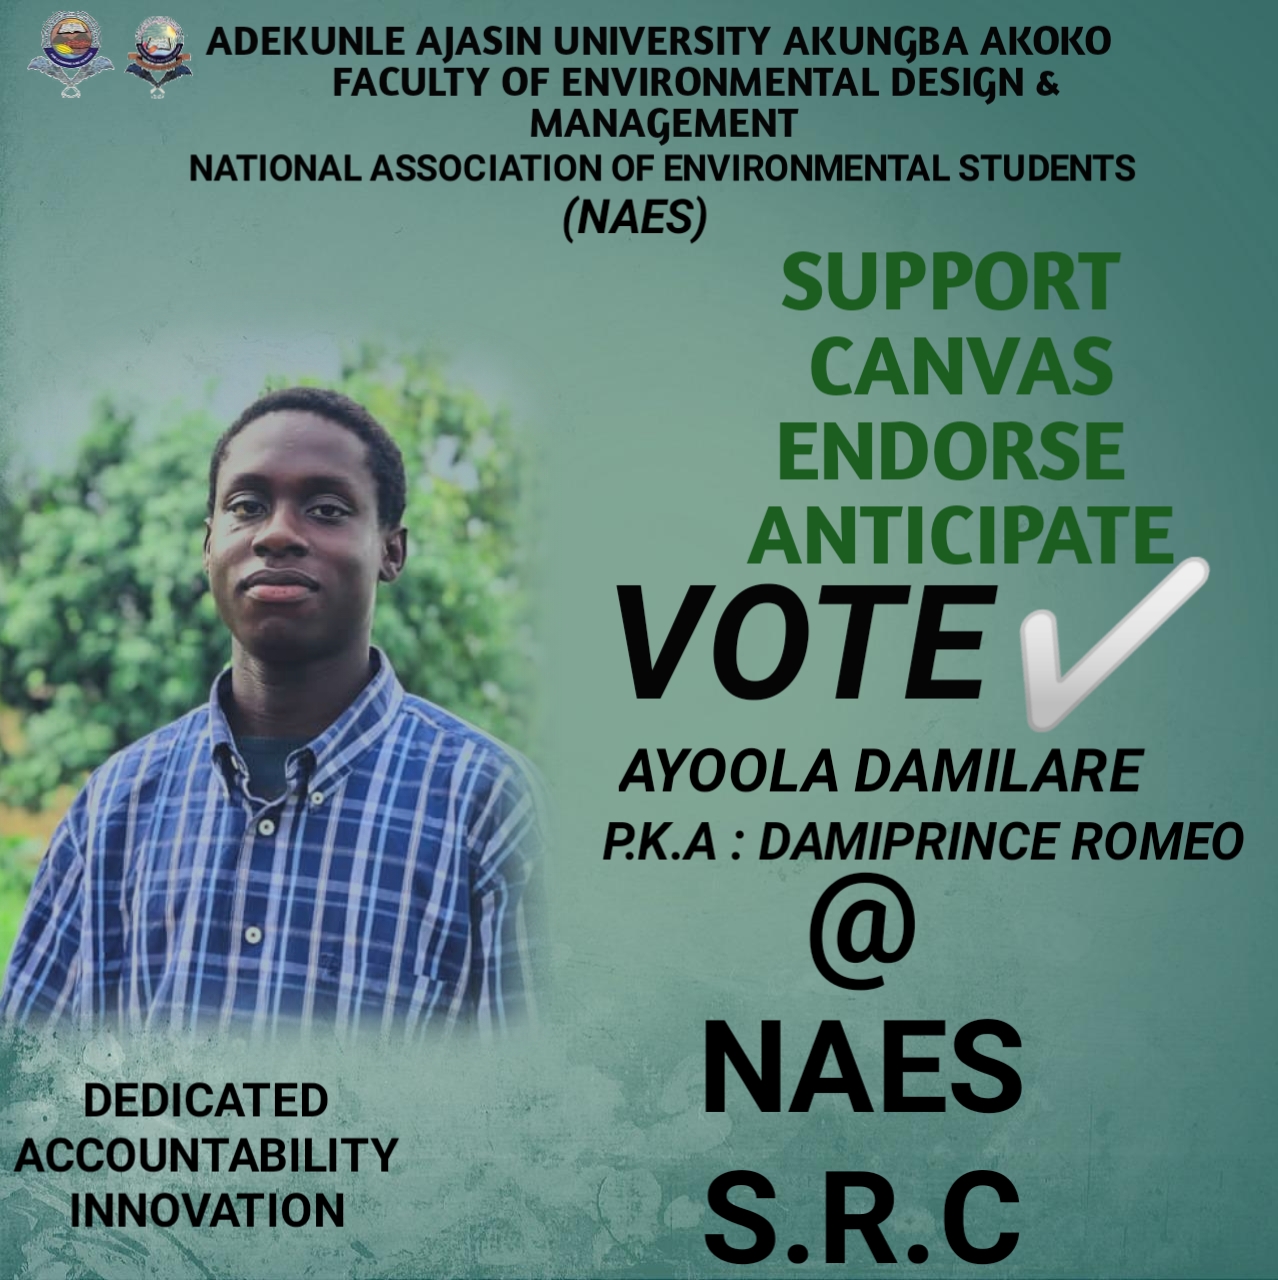 ADEKUNLE AJASIN UNIVERSITY AKUNGBA AKOKO
FACULTY OF ENVIRONMENTAL DESIGN &
MANAGEMENT
NATIONAL ASSOCIATION OF ENVIRONMENTAL STUDENTS
(NAES)
SUPPORT
CANVAS
ENDORSE
ANTICIPATE
VOTE
AYOOLA DAMILARE
P.K.A : DAMIPRINCE ROMEO
@
NAES
S.R.C
DEDICATED
ACCOUNTABILITY
INNOVATION